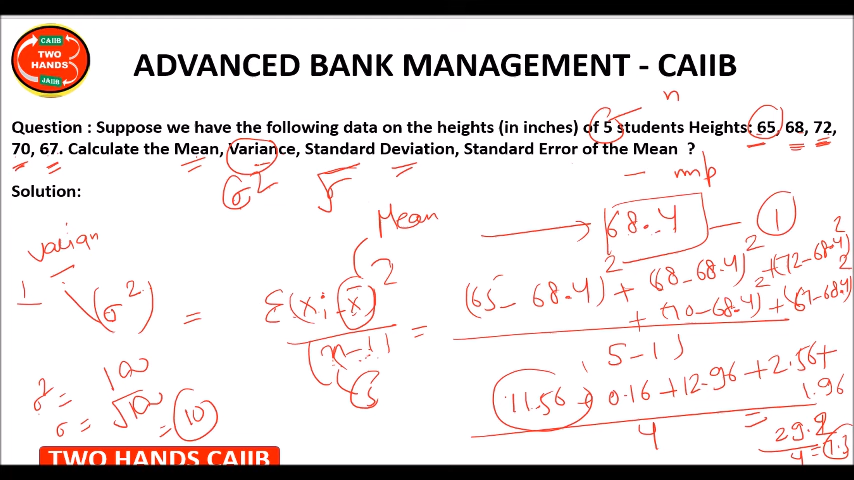 CAIIB
TWO
HANDS
JAIIB
ADVANCED BANK MANAGEMENT - CAIIB
n
Question : Suppose we have the following data on the heights (in inches) of 5 students Heights: 65, 68, 72,
70, 67. Calculate the Mean, Variance, Standard Deviation, Standard Error of the Mean ?
σ²
Solution:
Mean
68.4 — 1
varian
1
(σ²) = Σ(xi - x̄)² / (n-1) = (65 - 68.4)² + (68-68.4)² + (72-68.4)²
+ (70-68.4)² + (67-68.4)²
5-1
σ² = 100
σ = √100 = 10
11.56 + 0.16 + 12.96 + 2.56 +
1.96
4
=
29.2
4
TWO HANDS CAIIB